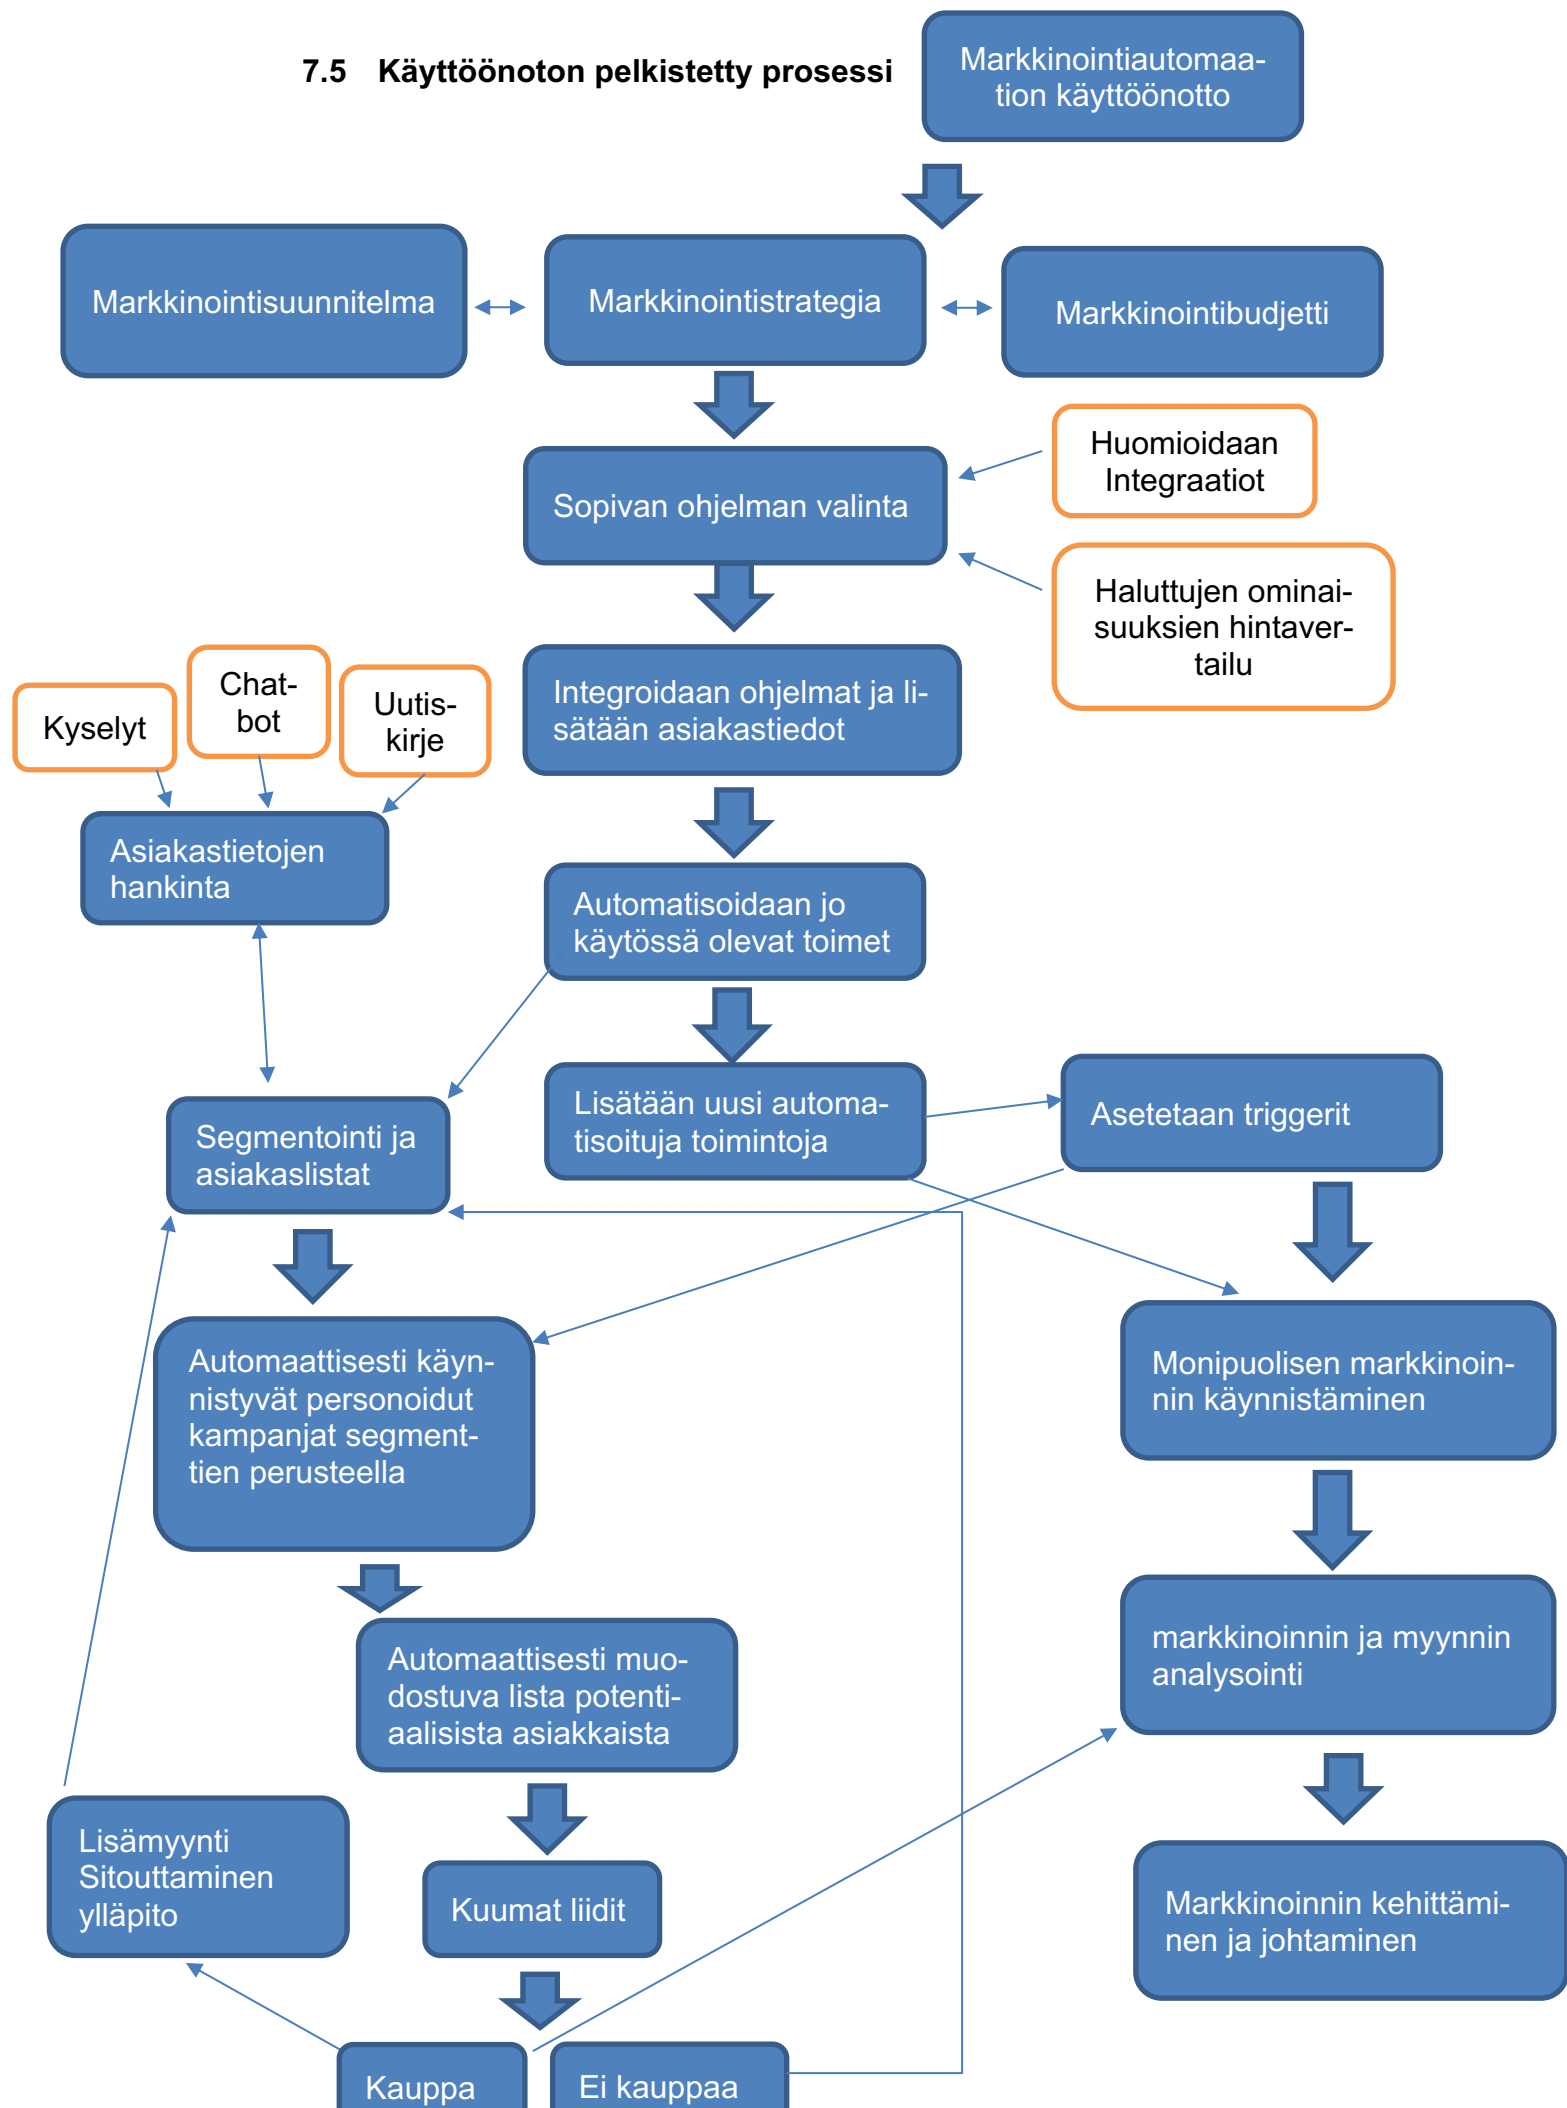 7.5 Käyttöönoton pelkistetty prosessi
Markkinointiautomaa-
tion käyttöönotto
Markkinointisuunnitelma
Markkinointistrategia
Markkinointibudjetti
Huomioidaan
Integraatiot
Sopivan ohjelman valinta
Haluttujen ominai-
suuksien hintaver-
tailu
Kyselyt
Chat-
bot
Uutis-
kirje
Integroidaan ohjelmat ja li-
sätään asiakastiedot
Asiakastietojen
hankinta
Automatisoidaan jo
käytössä olevat toimet
Lisätään uusi automa-
tisoituja toimintoja
Asetetaan triggerit
Segmentointi ja
asiakaslistat
Automaattisesti käyn-
nistyvät personoidut
kampanjat segment-
tien perusteella
Monipuolisen markkinoin-
nin käynnistäminen
Automaattisesti muo-
dostuva lista potenti-
aalisista asiakkaista
markkinoinnin ja myynnin
analysointi
Lisämyynti
Sitouttaminen
ylläpito
Kuumat liidit
Markkinoinnin kehittämi-
nen ja johtaminen
Kauppa
Ei kauppaa